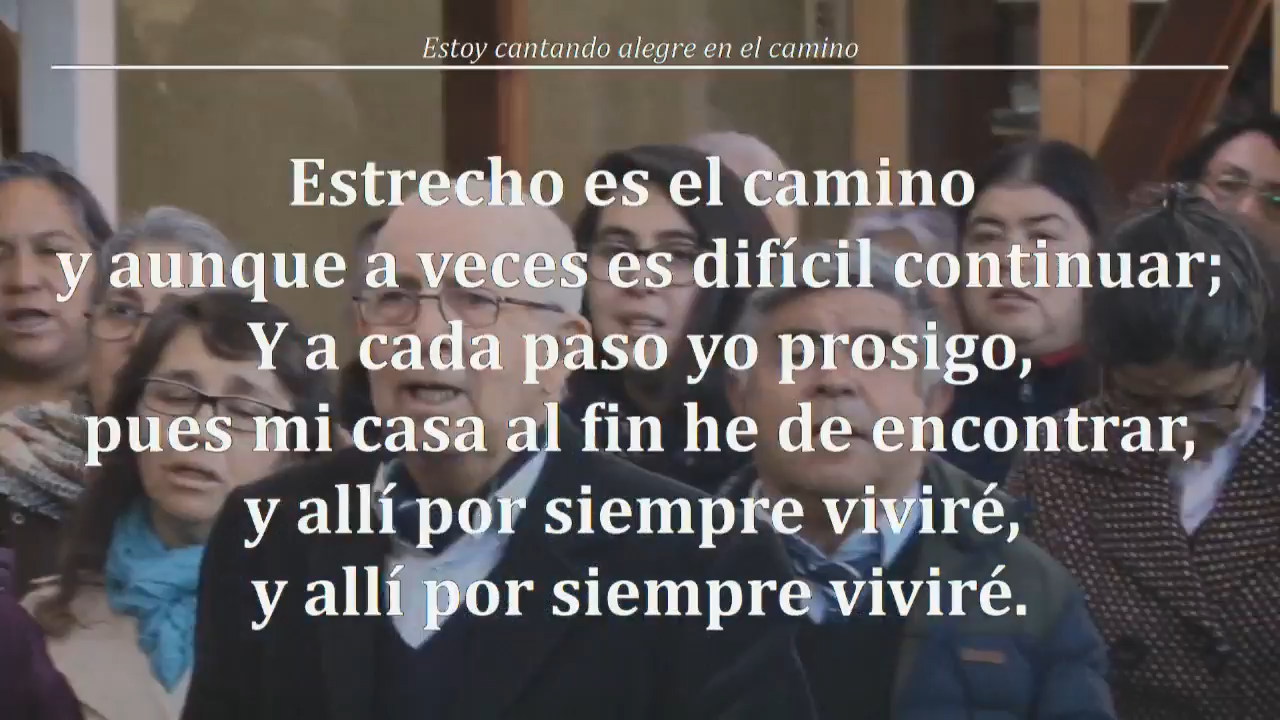 Estoy cantando alegre en el camino
Estrecho es el camino
y aunque a veces es difícil continuar;
Y a cada paso yo prosigo,
pues mi casa al fin he de encontrar,
y allí por siempre viviré,
y allí por siempre viviré.